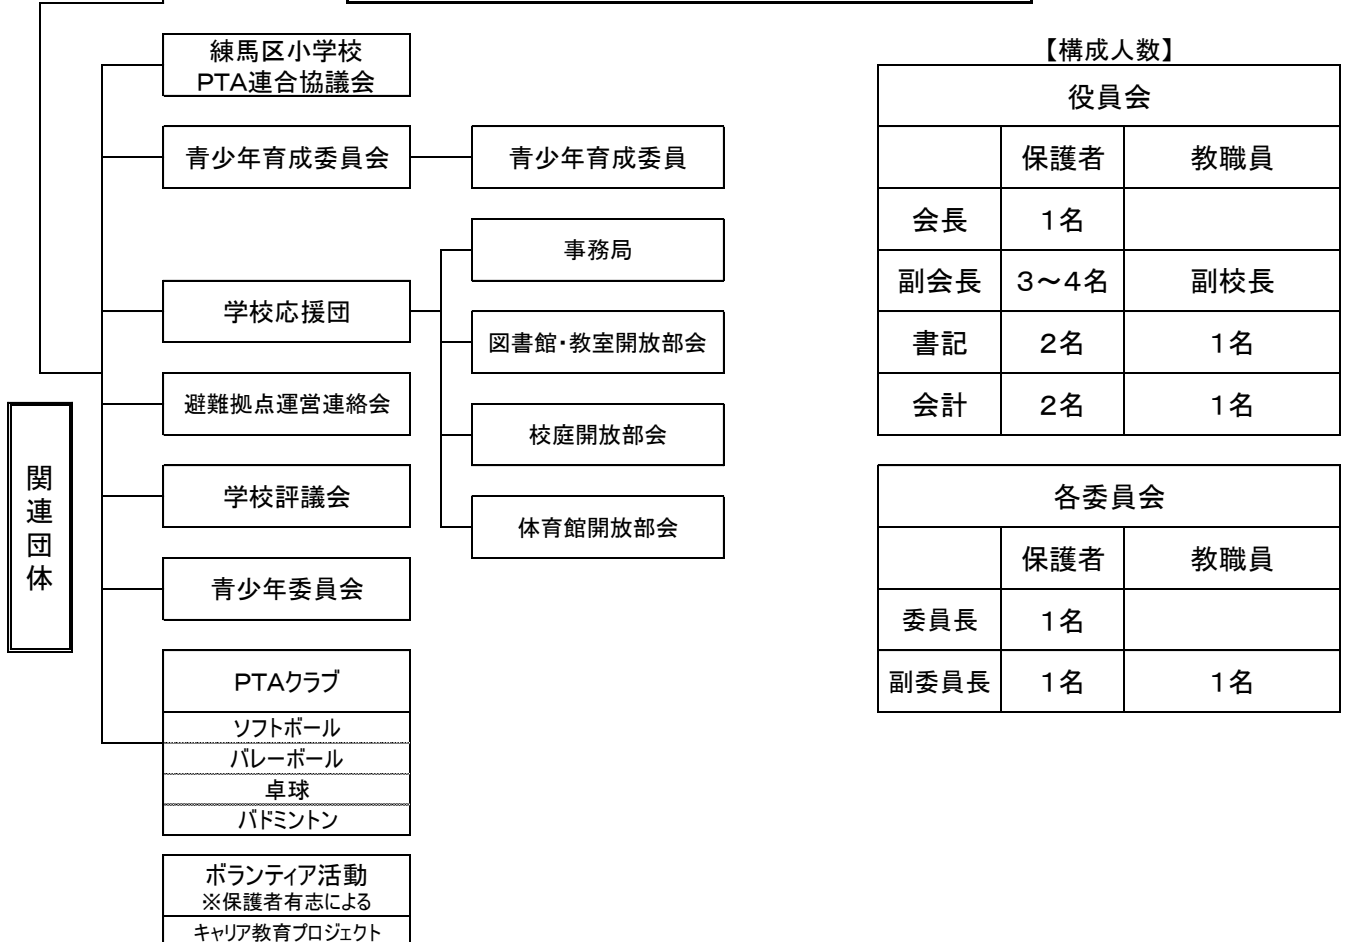 練馬区小学校
PTA連合協議会
青少年育成委員会
青少年育成委員
事務局
学校応援団
図書館・教室開放部会
避難拠点運営連絡会
校庭開放部会
学校評議会
体育館開放部会
青少年委員会
関連団体
PTAクラブ
ソフトボール
バレーボール
卓球
バドミントン
ボランティア活動
※保護者有志による
キャリア教育プロジェクト
【構成人数】
役員会
保護者 教職員
会長 1名
副会長 3~4名 副校長
書記 2名 1名
会計 2名 1名
各委員会
保護者 教職員
委員長 1名
副委員長 1名 1名